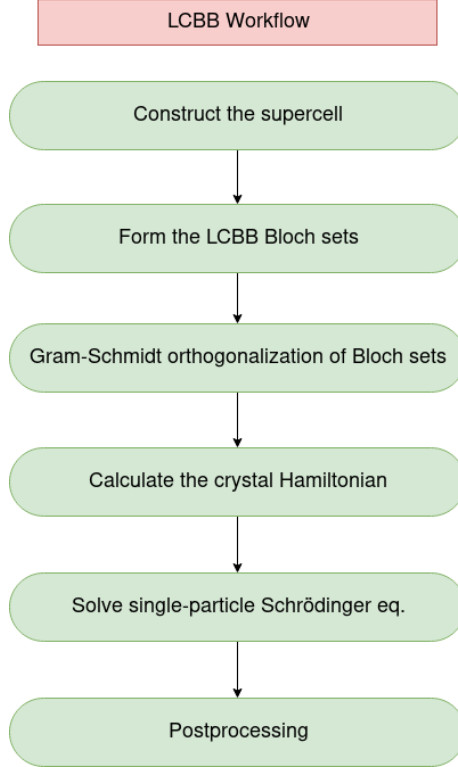 LCBB Workflow
Construct the supercell
Form the LCBB Bloch sets
Gram-Schmidt orthogonalization of Bloch sets
Calculate the crystal Hamiltonian
Solve single-particle Schrödinger eq.
Postprocessing